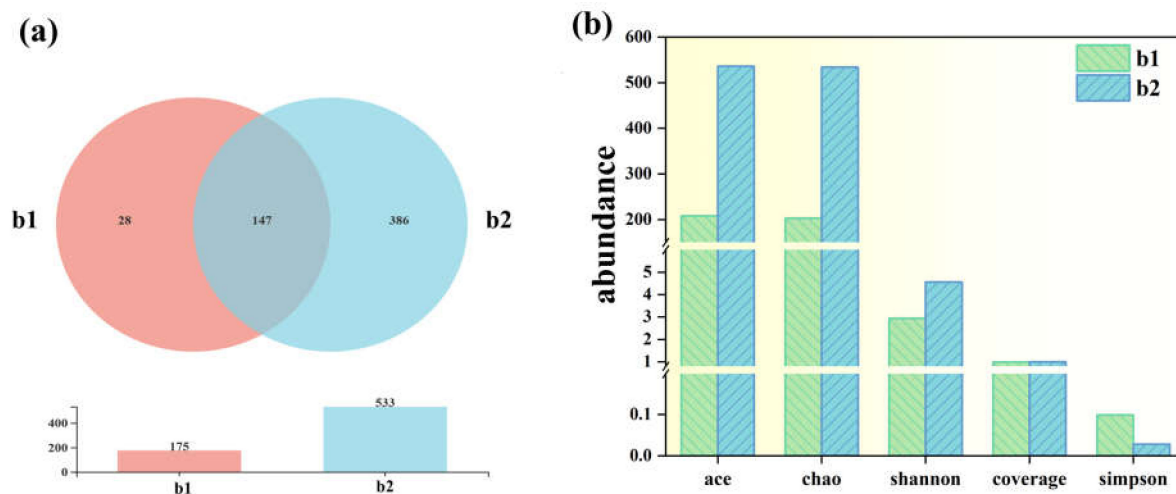 (a)
b1
28
147
386
b2
533
400
175
200
0
b1
b2
(b)
600
b1
b2
500
400
300
200
abundance
5
4
3
2
1
0.1
0.0
ace
chao
shannon
coverage
simpson